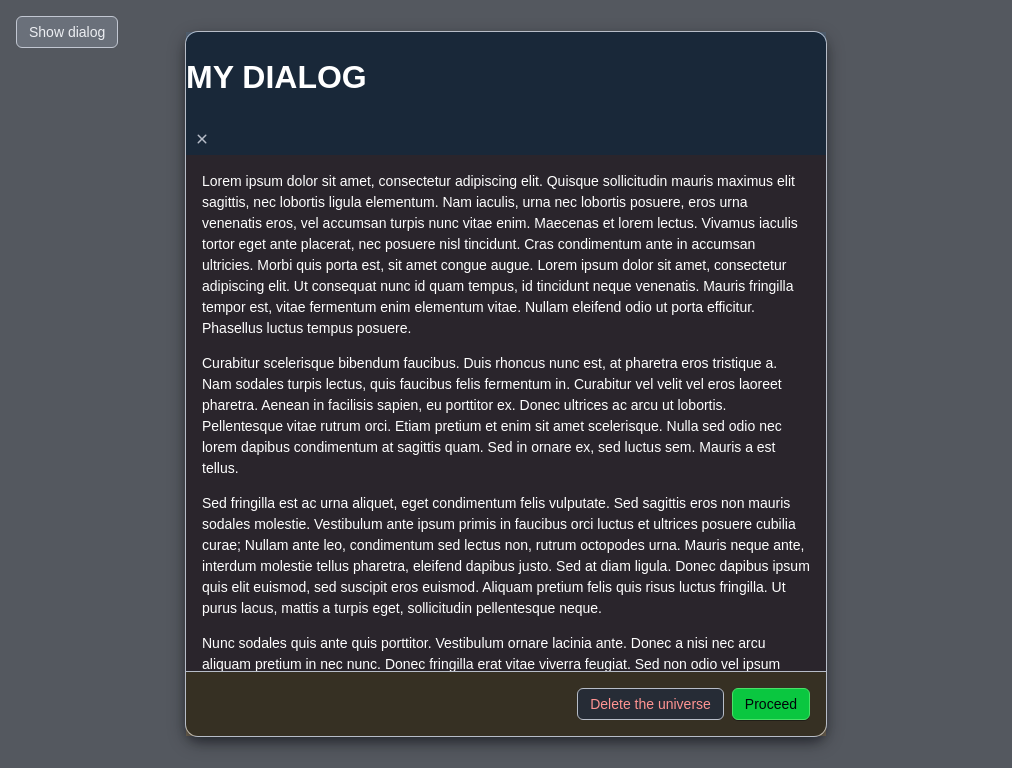 Show dialog
MY DIALOG
✕
Lorem ipsum dolor sit amet, consectetur adipiscing elit. Quisque sollicitudin mauris maximus elit
sagittis, nec lobortis ligula elementum. Nam iaculis, urna nec lobortis posuere, eros urna
venenatis eros, vel accumsan turpis nunc vitae enim. Maecenas et lorem lectus. Vivamus iaculis
tortor eget ante placerat, nec posuere nisl tincidunt. Cras condimentum ante in accumsan
ultricies. Morbi quis porta est, sit amet congue augue. Lorem ipsum dolor sit amet, consectetur
adipiscing elit. Ut consequat nunc id quam tempus, id tincidunt neque venenatis. Mauris fringilla
tempor est, vitae fermentum enim elementum vitae. Nullam eleifend odio ut porta efficitur.
Phasellus luctus tempus posuere.
Curabitur scelerisque bibendum faucibus. Duis rhoncus nunc est, at pharetra eros tristique a.
Nam sodales turpis lectus, quis faucibus felis fermentum in. Curabitur vel velit vel eros laoreet
pharetra. Aenean in facilisis sapien, eu porttitor ex. Donec ultrices ac arcu ut lobortis.
Pellentesque vitae rutrum orci. Etiam pretium et enim sit amet scelerisque. Nulla sed odio nec
lorem dapibus condimentum at sagittis quam. Sed in ornare ex, sed luctus sem. Mauris a est
tellus.
Sed fringilla est ac urna aliquet, eget condimentum felis vulputate. Sed sagittis eros non mauris
sodales molestie. Vestibulum ante ipsum primis in faucibus orci luctus et ultrices posuere cubilia
curae; Nullam ante leo, condimentum sed lectus non, rutrum octopodes urna. Mauris neque ante,
interdum molestie tellus pharetra, eleifend dapibus justo. Sed at diam ligula. Donec dapibus ipsum
quis elit euismod, sed suscipit eros euismod. Aliquam pretium felis quis risus luctus fringilla. Ut
purus lacus, mattis a turpis eget, sollicitudin pellentesque neque.
Nunc sodales quis ante quis porttitor. Vestibulum ornare lacinia ante. Donec a nisi nec arcu
aliquam pretium in nec nunc. Donec fringilla erat vitae viverra feugiat. Sed non odio vel ipsum
Delete the universe
Proceed